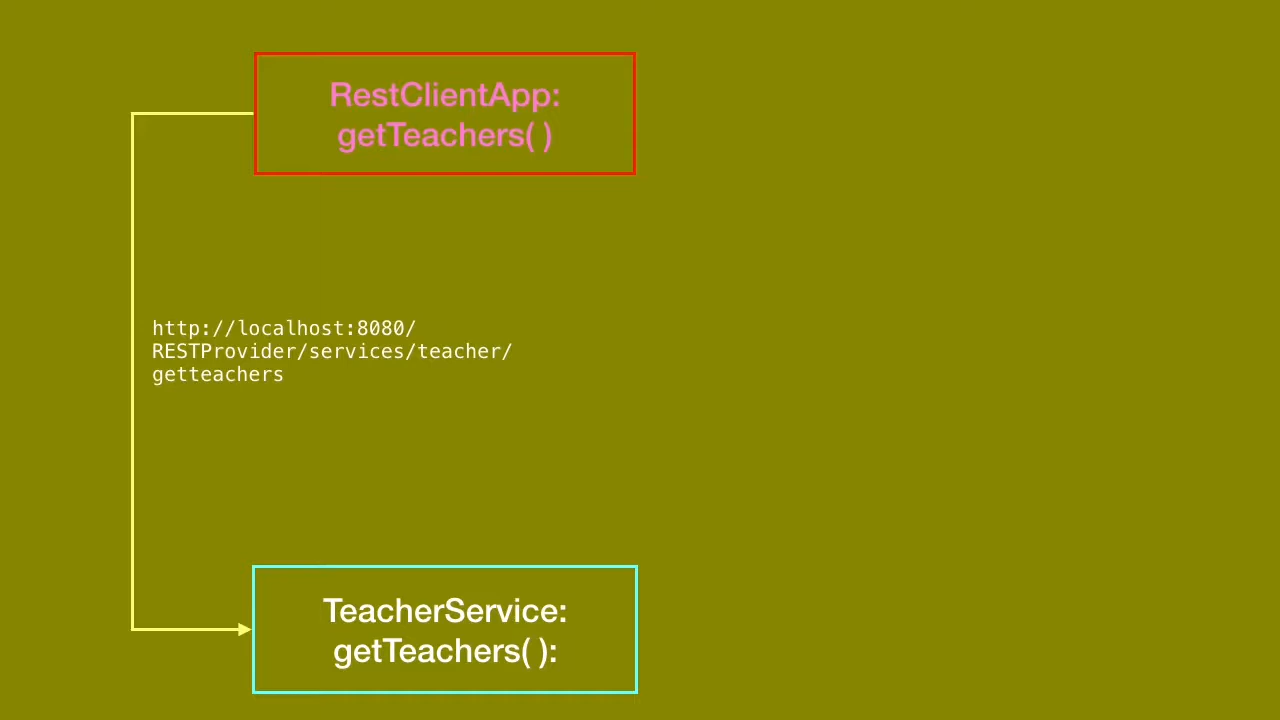 RestClientApp:
getTeachers( )
http://localhost:8080/
RESTProvider/services/teacher/
getteachers
TeacherService:
getTeachers( ):